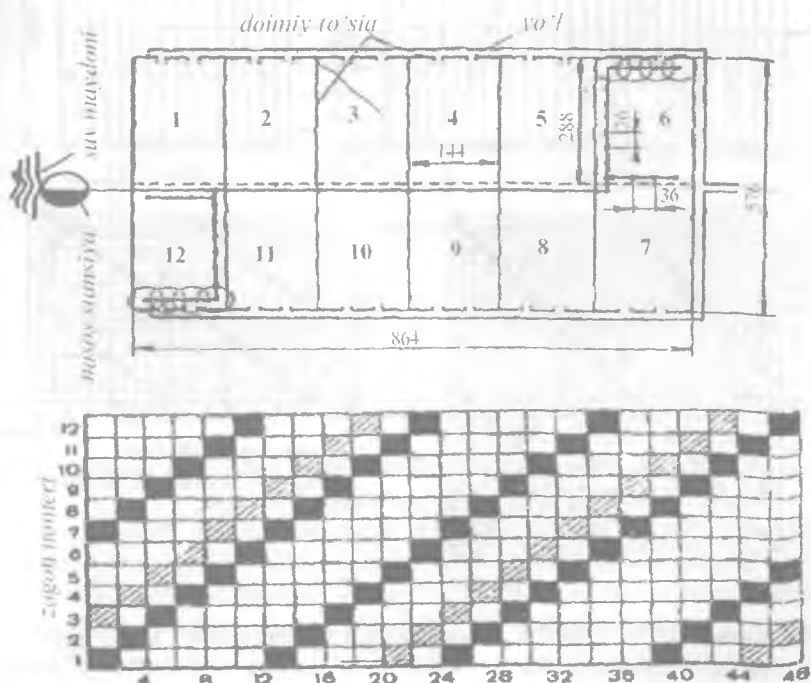 doimiy to‘siq yo‘l
suv maydoni
1 2 3 4 5 6
288
144
36
576
nasos stansiya
12 11 10 9 8 7
864
zagon nomeri
12
11
10
9
8
7
6
5
4
3
2
1
4 8 12 16 20 24 28 32 36 40 44 48